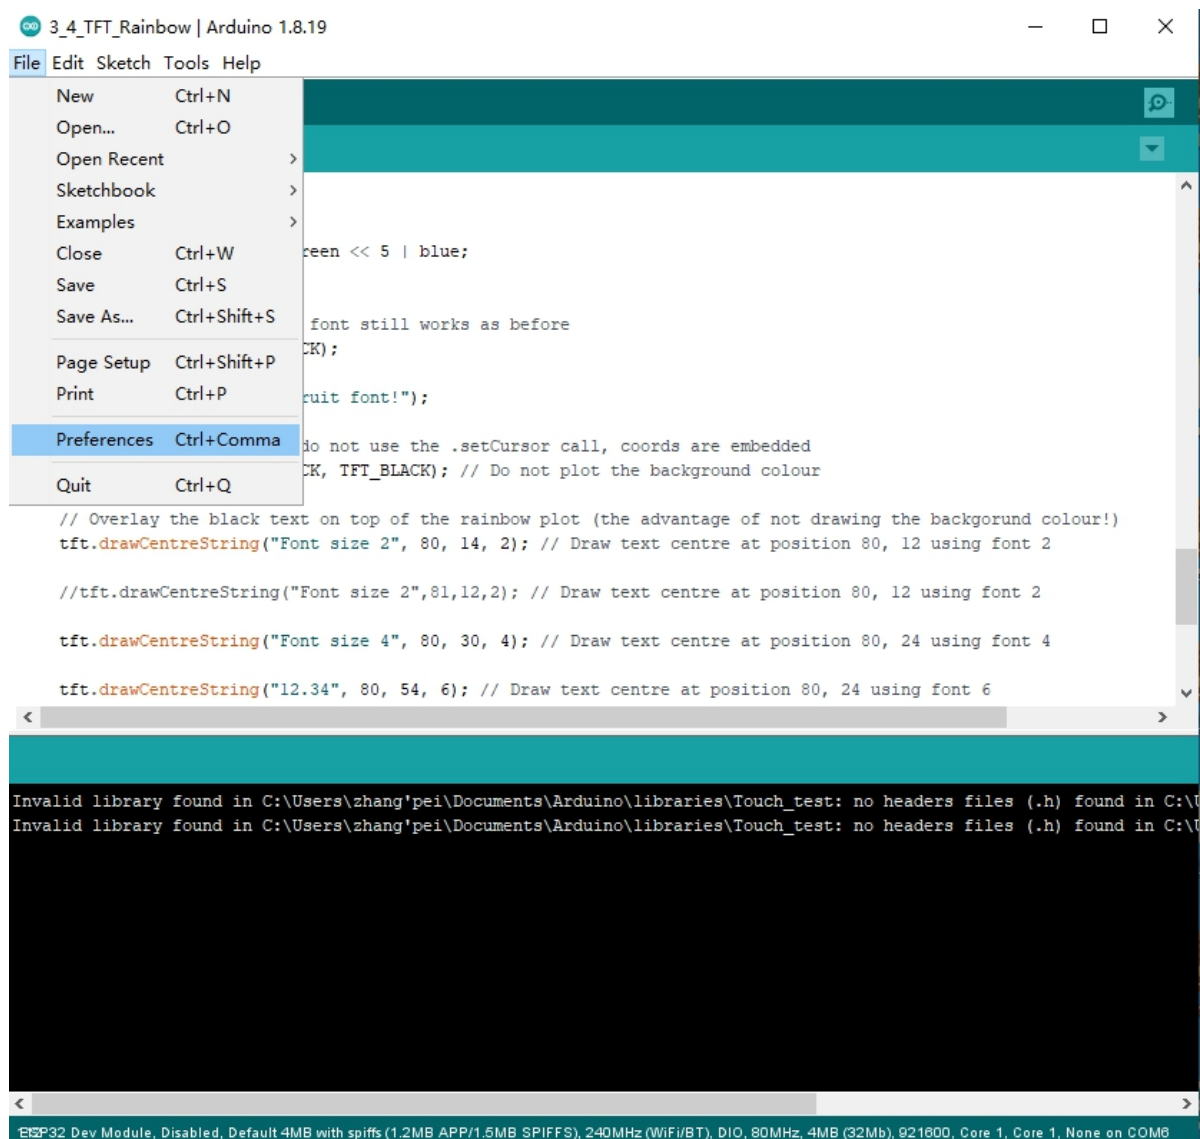 3_4_TFT_Rainbow | Arduino 1.8.19
File Edit Sketch Tools Help
New Ctrl+N
Open... Ctrl+O
Open Recent
Sketchbook
Examples
Close Ctrl+W
reen << 5 | blue;
Save Ctrl+S
Save As... Ctrl+Shift+S
font still works as before
CK);
Page Setup Ctrl+Shift+P
Print Ctrl+P
ruit font!");
Preferences Ctrl+Comma
do not use the .setCursor call, coords are embedded
CK, TFT_BLACK); // Do not plot the background colour
Quit Ctrl+Q
// Overlay the black text on top of the rainbow plot (the advantage of not drawing the backgorund colour!)
tft.drawCentreString("Font size 2", 80, 14, 2); // Draw text centre at position 80, 12 using font 2
//tft.drawCentreString("Font size 2",81,12,2); // Draw text centre at position 80, 12 using font 2
tft.drawCentreString("Font size 4", 80, 30, 4); // Draw text centre at position 80, 24 using font 4
tft.drawCentreString("12.34", 80, 54, 6); // Draw text centre at position 80, 24 using font 6
Invalid library found in C:\Users\zhang'pei\Documents\Arduino\libraries\Touch_test: no headers files (.h) found in C:\U
Invalid library found in C:\Users\zhang'pei\Documents\Arduino\libraries\Touch_test: no headers files (.h) found in C:\U
ESP32 Dev Module, Disabled, Default 4MB with spiffs (1.2MB APP/1.5MB SPIFFS), 240MHz (WiFi/BT), DIO, 80MHz, 4MB (32Mb), 921600, Core 1, Core 1, None on COM6